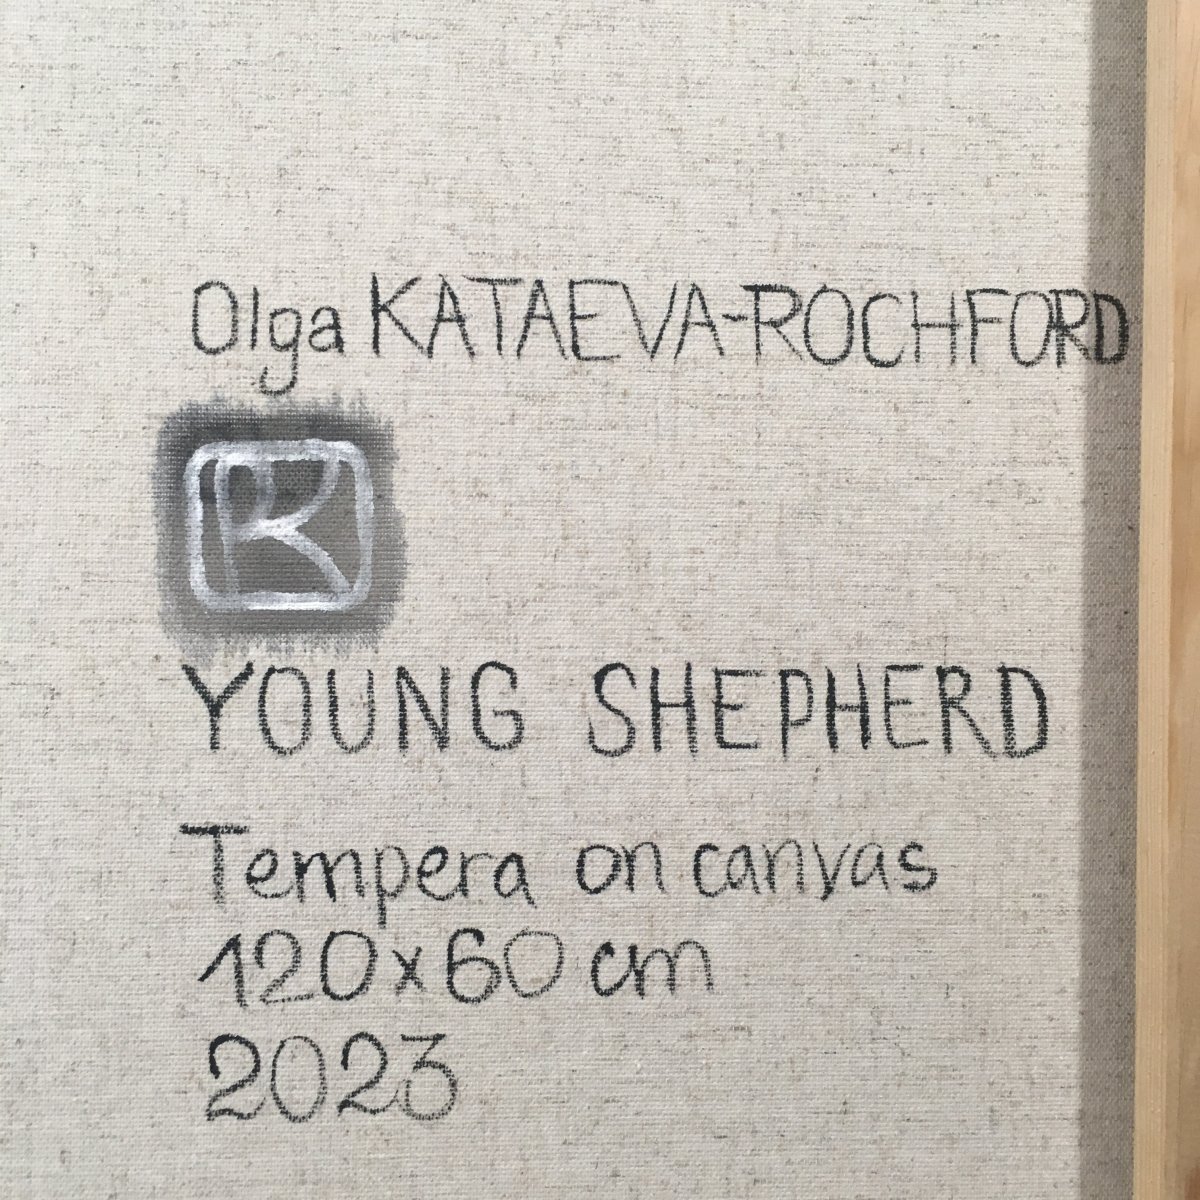 Olga KATAEVA-ROCHFORD
K
YOUNG SHEPHERD
Tempera on canvas
120x60 cm
2023